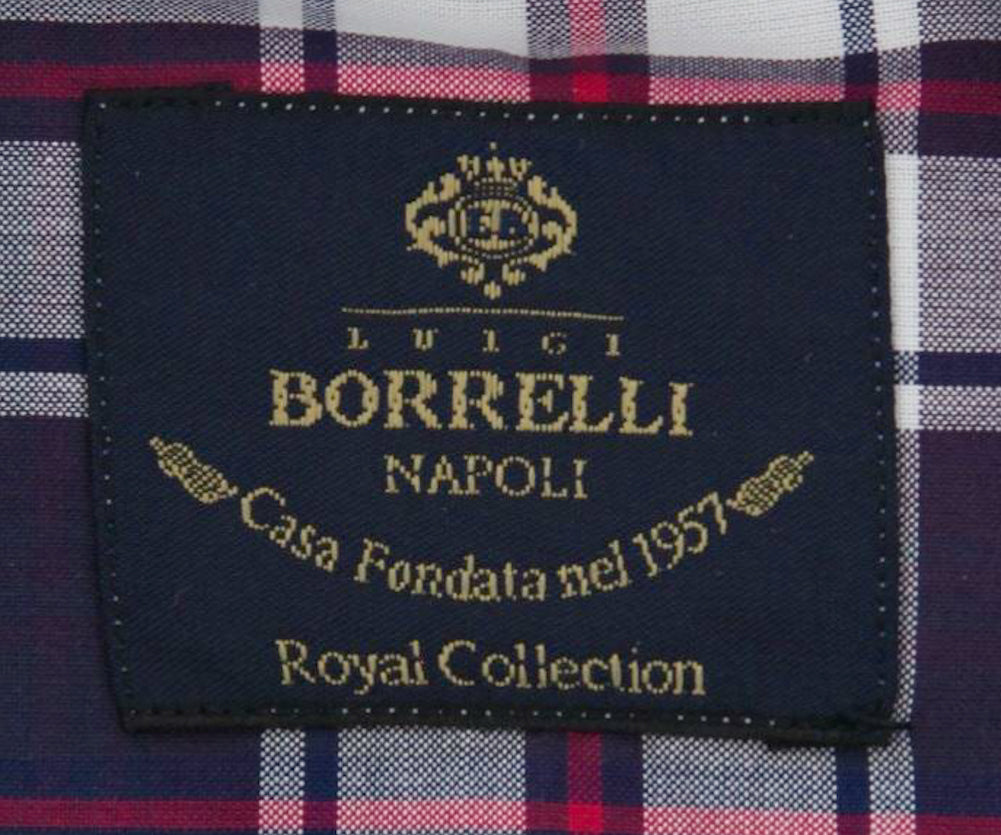 LUIGI
BORRELLI
NAPOLI
Casa Fondata nel 1957
Royal Collection